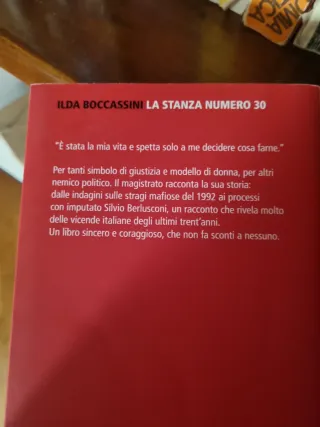 ILDA BOCCASSINI LA STANZA NUMERO 30
"È stata la mia vita e spetta solo a me decidere cosa farne."
Per tanti simbolo di giustizia e modello di donna, per altri
nemico politico. Il magistrato racconta la sua storia:
dalle indagini sulle stragi mafiose del 1992 ai processi
con imputato Silvio Berlusconi, un racconto che rivela molto
delle vicende italiane degli ultimi trent'anni.
Un libro sincero e coraggioso, che non fa sconti a nessuno.